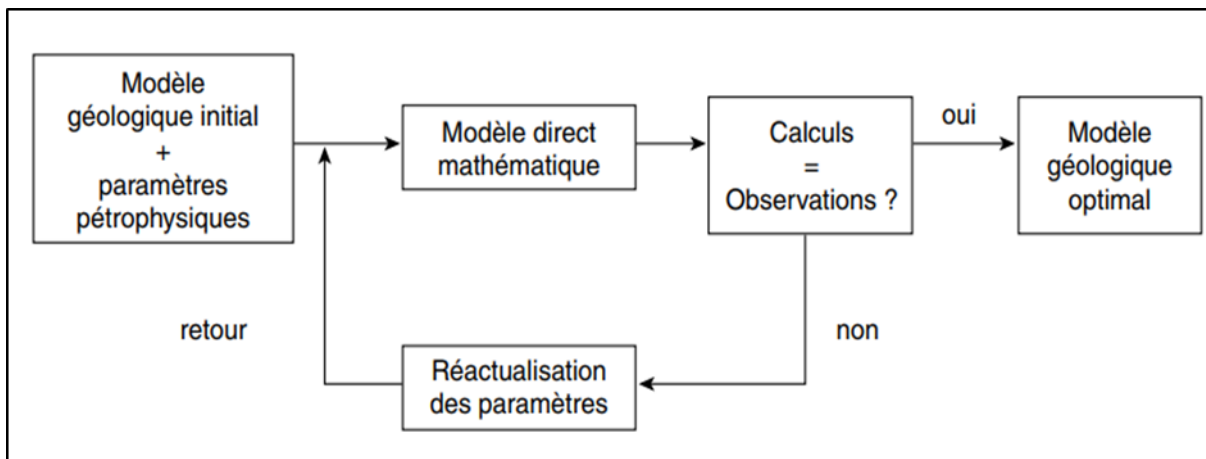 Modèle
géologique initial
+
paramètres
pétrophysiques
Modèle direct
mathématique
Calculs
=
Observations ?
oui
Modèle
géologique
optimal
retour
non
Réactualisation
des paramètres